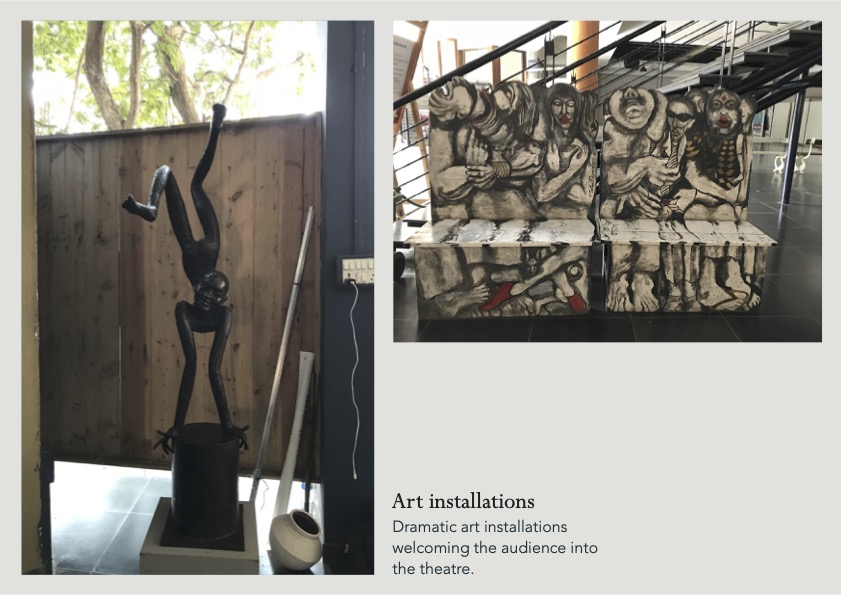 Art installations
Dramatic art installations
welcoming the audience into
the theatre.